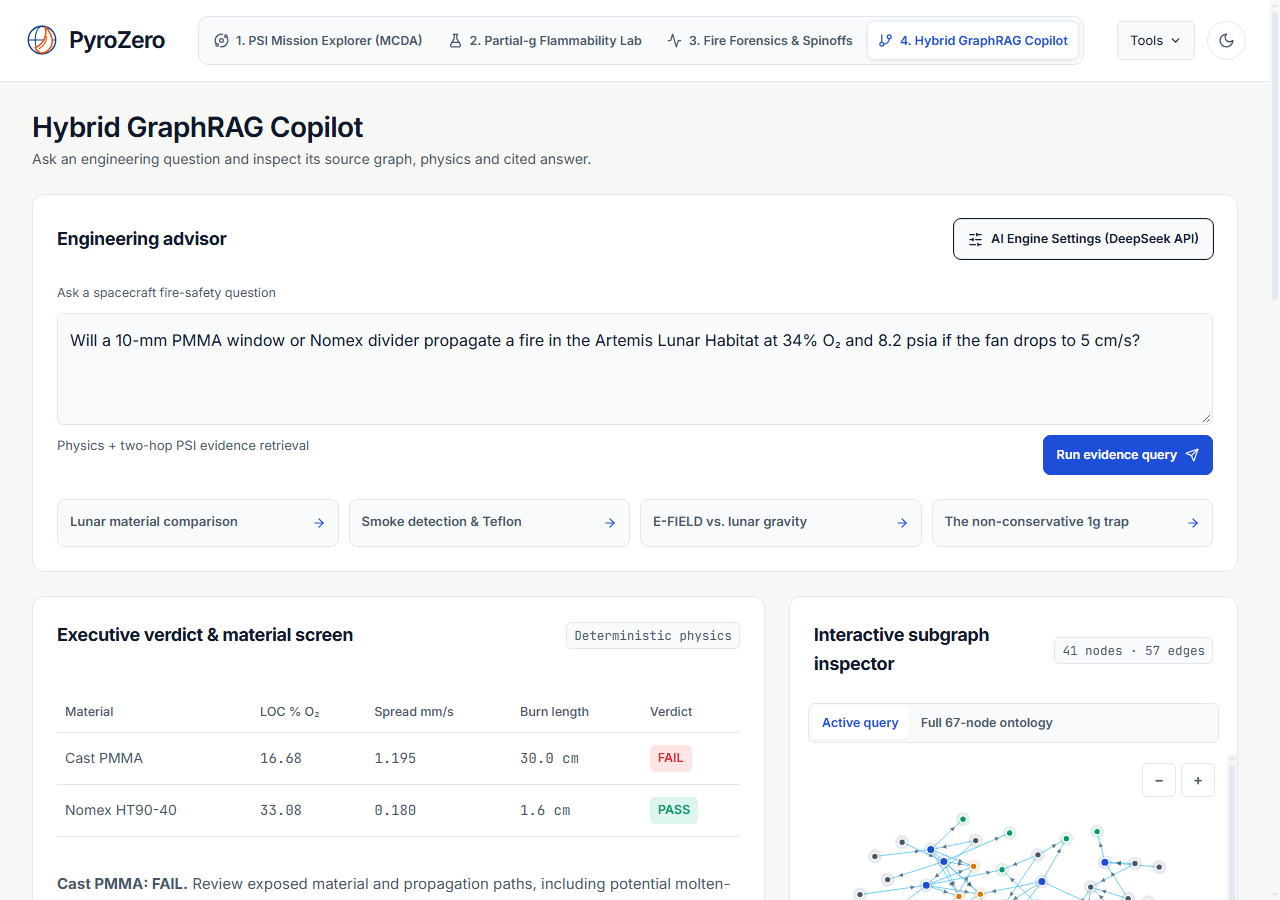 PyroZero
1. PSI Mission Explorer (MCDA)
2. Partial-g Flammability Lab
3. Fire Forensics & Spinoffs
4. Hybrid GraphRAG Copilot
Tools
Hybrid GraphRAG Copilot
Ask an engineering question and inspect its source graph, physics and cited answer.
Engineering advisor
AI Engine Settings (DeepSeek API)
Ask a spacecraft fire-safety question
Will a 10-mm PMMA window or Nomex divider propagate a fire in the Artemis Lunar Habitat at 34% O₂ and 8.2 psia if the fan drops to 5 cm/s?
Physics + two-hop PSI evidence retrieval
Run evidence query
Lunar material comparison
Smoke detection & Teflon
E-FIELD vs. lunar gravity
The non-conservative 1g trap
Executive verdict & material screen
Deterministic physics
Material LOC % O₂ Spread mm/s Burn length Verdict
Cast PMMA 16.68 1.195 30.0 cm FAIL
Nomex HT90-40 33.08 0.180 1.6 cm PASS
Cast PMMA: FAIL. Review exposed material and propagation paths, including potential molten-
Interactive subgraph
inspector
41 nodes · 57 edges
Active query
Full 67-node ontology
−
+